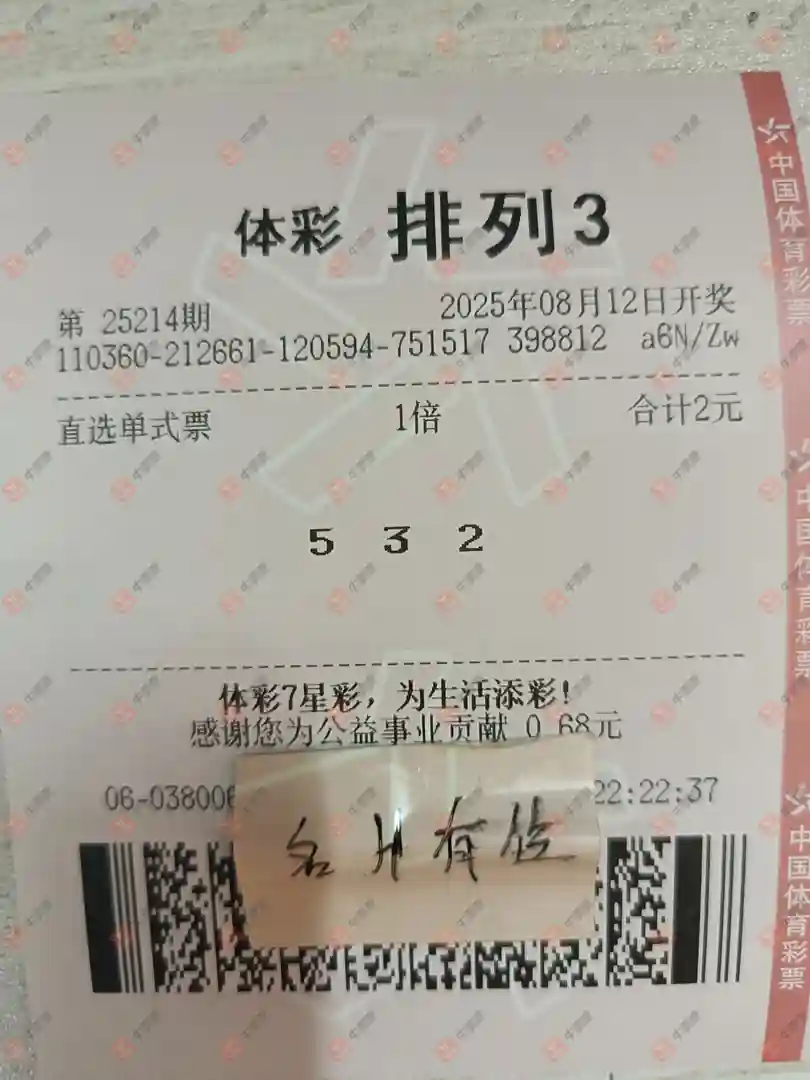 体彩 排列3
第 25214期 2025年08月12日开奖
110360-212661-120594-751517 398812 a6N/Zw
直选单式票 1倍 合计2元
5 3 2
体彩7星彩，为生活添彩！
感谢您为公益事业贡献 0.68元
06-038006 22:22:37
名片有售
中国体育彩票
中国体育彩票
中国体育彩票